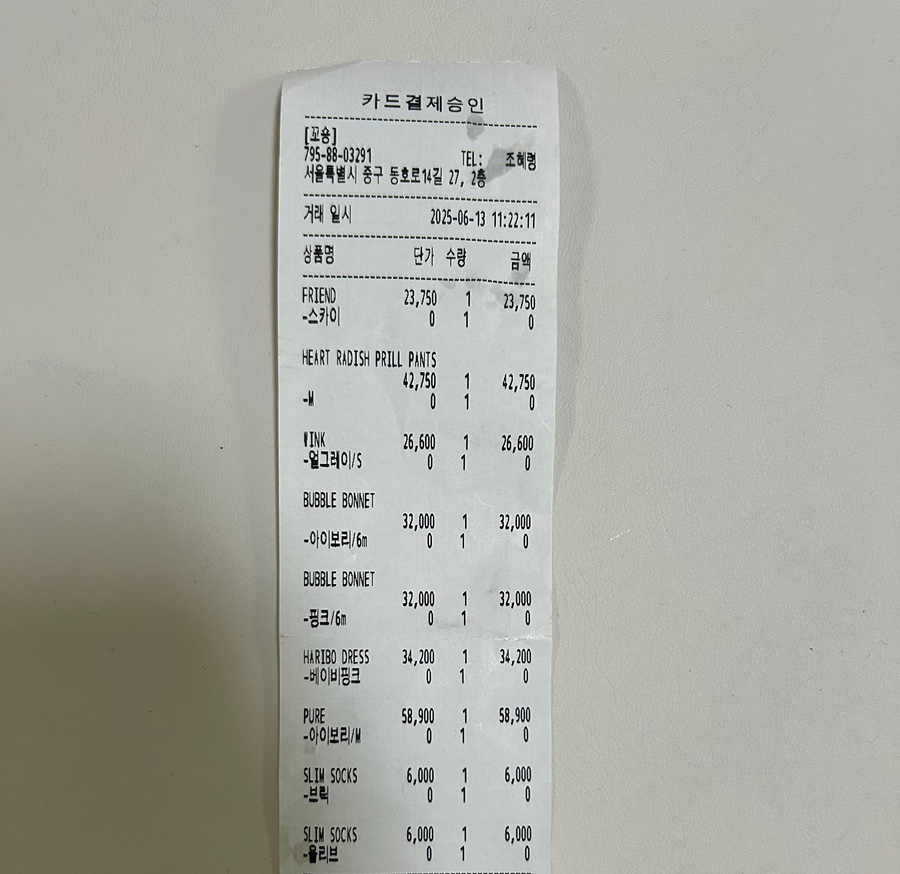 카드결제승인
[꼬숑]
795-88-03291 TEL: 조혜령
서울특별시 중구 동호로14길 27, 2층
거래 일시 2025-06-13 11:22:11
상품명 단가 수량 금액
FRIEND 23,750 1 23,750
-스카이 0 1 0
HEART RADISH PRILL PANTS
42,750 1 42,750
-M 0 1 0
WINK 26,600 1 26,600
-얼그레이/S 0 1 0
BUBBLE BONNET
32,000 1 32,000
-아이보리/6m 0 1 0
BUBBLE BONNET
32,000 1 32,000
-핑크/6m 0 1 0
HARIBO DRESS 34,200 1 34,200
-베이비핑크 0 1 0
PURE 58,900 1 58,900
-아이보리/M 0 1 0
SLIM SOCKS 6,000 1 6,000
-브릭 0 1 0
SLIM SOCKS 6,000 1 6,000
-올리브 0 1 0